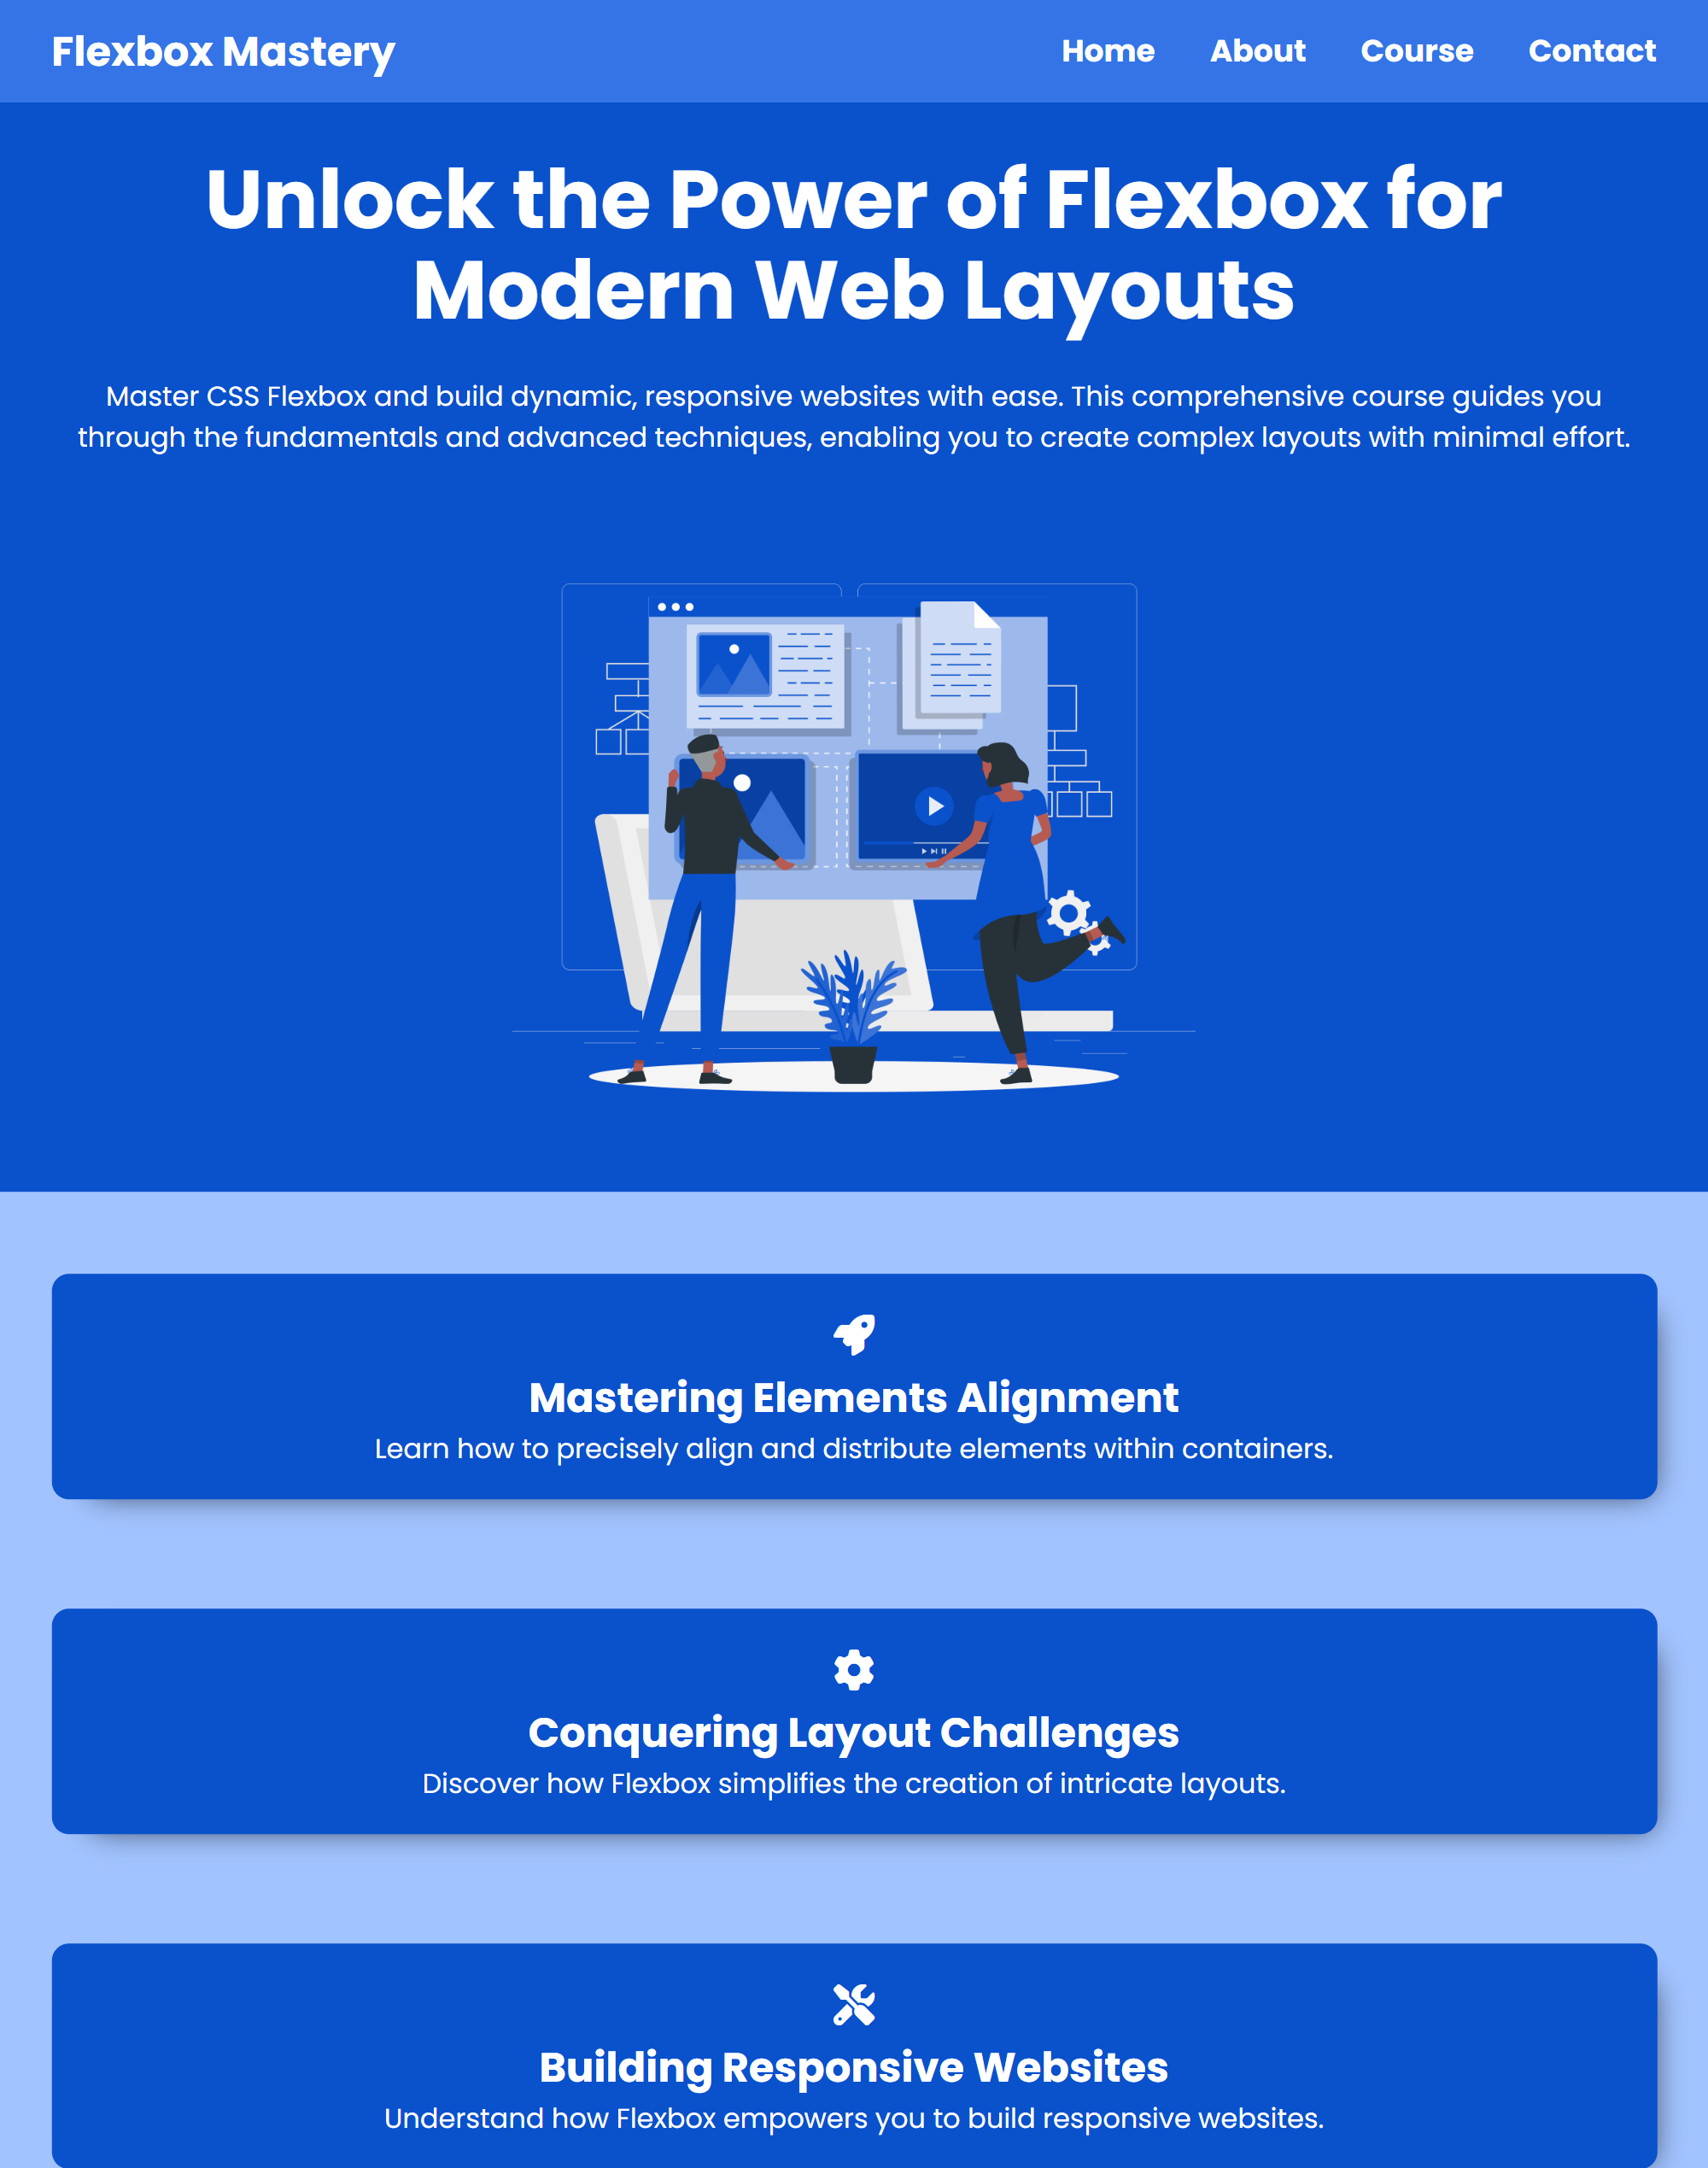 Flexbox Mastery
Home About Course Contact
Unlock the Power of Flexbox for
Modern Web Layouts
Master CSS Flexbox and build dynamic, responsive websites with ease. This comprehensive course guides you
through the fundamentals and advanced techniques, enabling you to create complex layouts with minimal effort.
Mastering Elements Alignment
Learn how to precisely align and distribute elements within containers.
Conquering Layout Challenges
Discover how Flexbox simplifies the creation of intricate layouts.
Building Responsive Websites
Understand how Flexbox empowers you to build responsive websites.